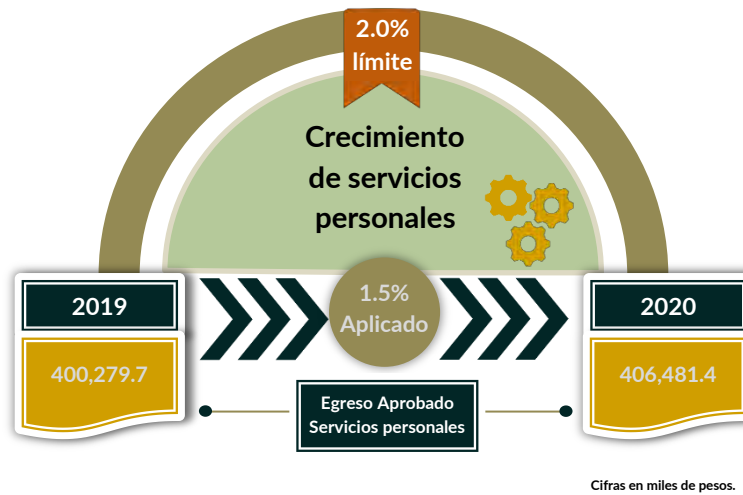 2.0%
límite
Crecimiento
de servicios
personales
2019
1.5%
Aplicado
2020
400,279.7
406,481.4
Egreso Aprobado
Servicios personales
Cifras en miles de pesos.